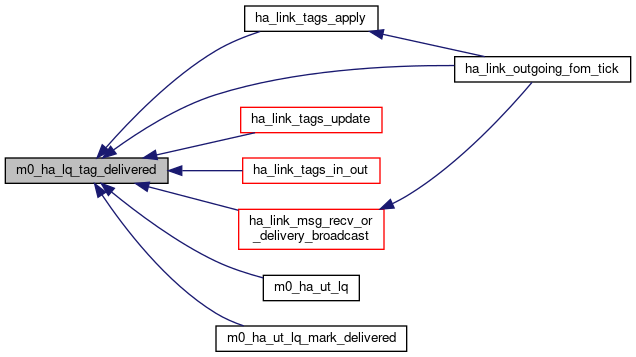 ha_link_tags_apply
ha_link_outgoing_fom_tick
ha_link_tags_update
m0_ha_lq_tag_delivered
ha_link_tags_in_out
ha_link_msg_recv_or
_delivery_broadcast
m0_ha_ut_lq
m0_ha_ut_lq_mark_delivered